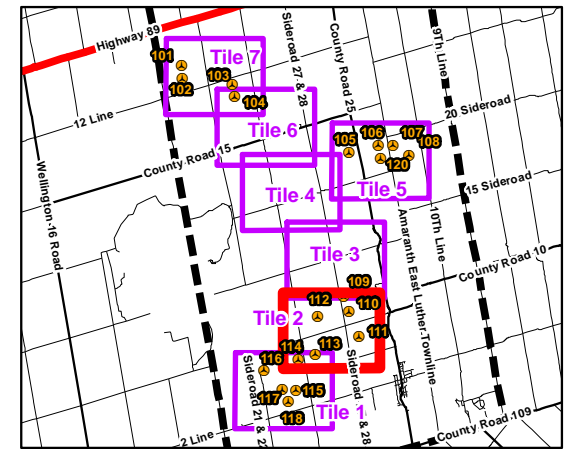 Highway 89
101
102
103
104
Tile 7
Sideroad 27 & 28
County Road 25
9Th Line
12 Line
County Road 15
Tile 6
105
106
107
108
120
20 Sideroad
Tile 5
15 Sideroad
Wellington 16 Road
Tile 4
Amaranth East Luther Townline
10Th Line
County Road 10
Tile 3
109
110
111
112
Tile 2
113
114
116
Sideroad 21 & 22
& 28
Sideroad
117
115
118
Tile 1
2 Line
County Road 109